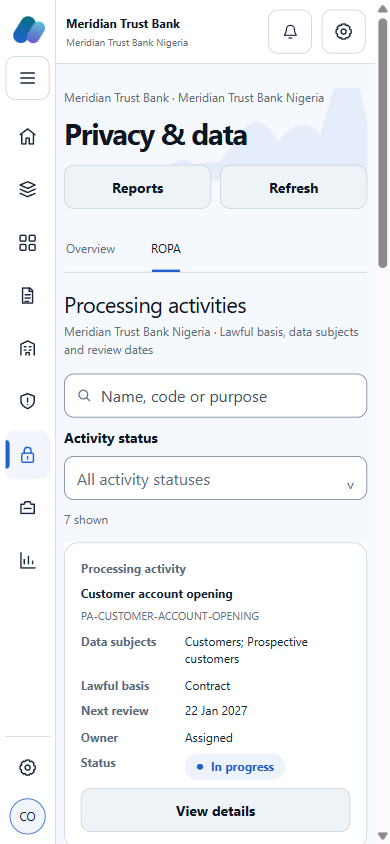 Meridian Trust Bank
Meridian Trust Bank Nigeria
Meridian Trust Bank · Meridian Trust Bank Nigeria
Privacy & data
Reports
Refresh
Overview
ROPA
Processing activities
Meridian Trust Bank Nigeria · Lawful basis, data subjects
and review dates
Name, code or purpose
Activity status
All activity statuses
v
7 shown
Processing activity
Customer account opening
PA-CUSTOMER-ACCOUNT-OPENING
Data subjects Customers; Prospective
customers
Lawful basis Contract
Next review 22 Jan 2027
Owner Assigned
Status In progress
View details
CO